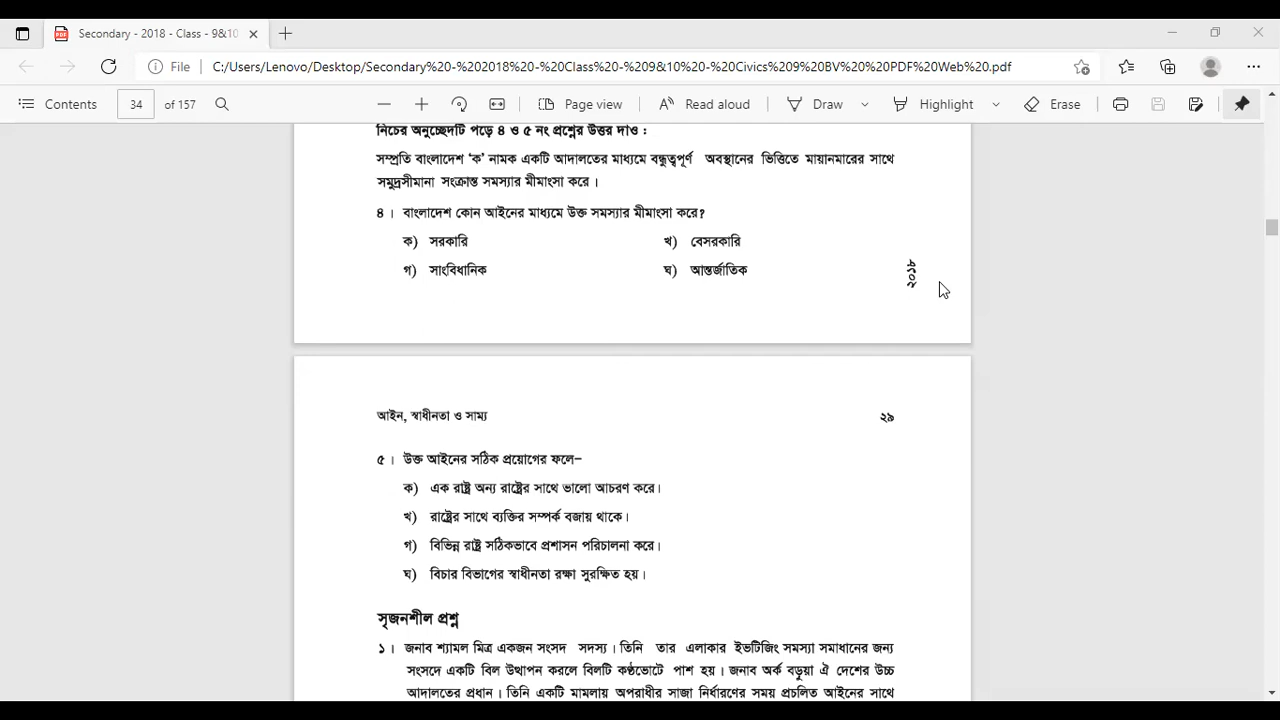 Secondary - 2018 - Class - 9&10
File C:/Users/Lenovo/Desktop/Secondary%20-%202018%20-%20Class%20-%209&10%20-%20Civics%209%20BV%20%20PDF%20Web%20.pdf
Contents 34 of 157 Page view Read aloud Draw Highlight Erase
নিচের অনুচ্ছেদটি পড়ে ৪ ও ৫ নং প্রশ্নের উত্তর দাও :
সম্প্রতি বাংলাদেশ ‘ক’ নামক একটি আদালতের মাধ্যমে বন্ধুত্বপূর্ণ অবস্থানের ভিত্তিতে মায়ানমারের সাথে
সমুদ্রসীমানা সংক্রান্ত সমস্যার মীমাংসা করে ।
৪ । বাংলাদেশ কোন আইনের মাধ্যমে উক্ত সমস্যার মীমাংসা করে?
ক) সরকারি খ) বেসরকারি
গ) সাংবিধানিক ঘ) আন্তর্জাতিক
২০১৮
আইন, স্বাধীনতা ও সাম্য ২৯
৫ । উক্ত আইনের সঠিক প্রয়োগের ফলে–
ক) এক রাষ্ট্র অন্য রাষ্ট্রের সাথে ভালো আচরণ করে।
খ) রাষ্ট্রের সাথে ব্যক্তির সম্পর্ক বজায় থাকে।
গ) বিভিন্ন রাষ্ট্র সঠিকভাবে প্রশাসন পরিচালনা করে।
ঘ) বিচার বিভাগের স্বাধীনতা রক্ষা সুরক্ষিত হয়।
সৃজনশীল প্রশ্ন
১ । জনাব শ্যামল মিত্র একজন সংসদ সদস্য । তিনি তার এলাকার ইভটিজিং সমস্যা সমাধানের জন্য
সংসদে একটি বিল উত্থাপন করলে বিলটি কণ্ঠভোটে পাশ হয় । জনাব অর্ক বড়ুয়া ঐ দেশের উচ্চ
আদালতের প্রধান । তিনি একটি মামলায় অপরাধীর সাজা নির্ধারণের সময় প্রচলিত আইনের সাথে